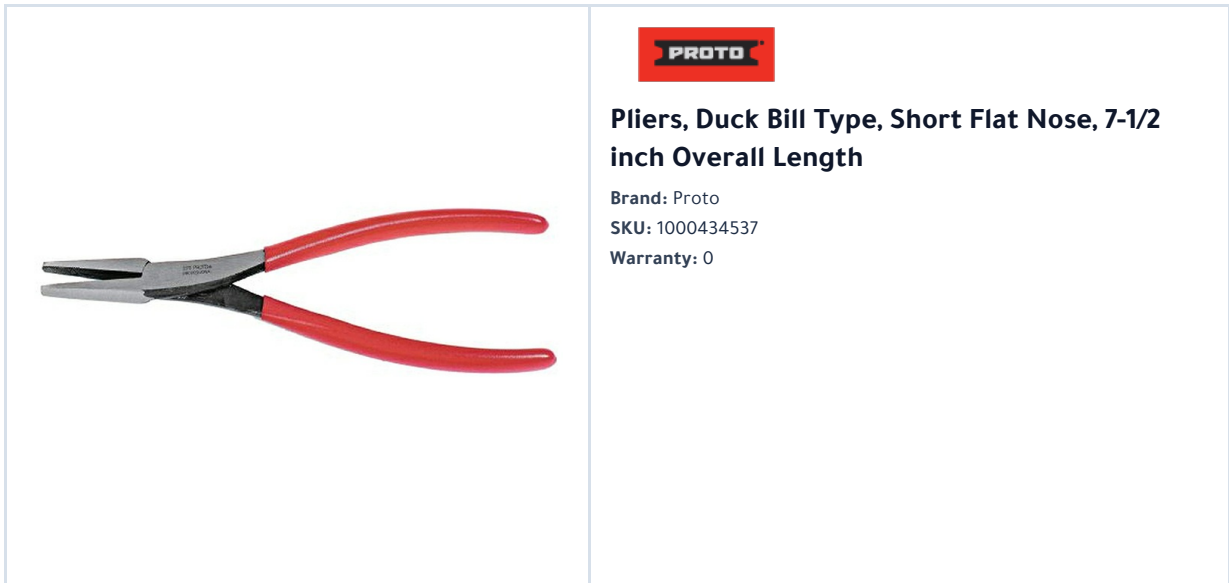 PROTO
Pliers, Duck Bill Type, Short Flat Nose, 7-1/2
inch Overall Length
Brand: Proto
SKU: 1000434537
Warranty: 0